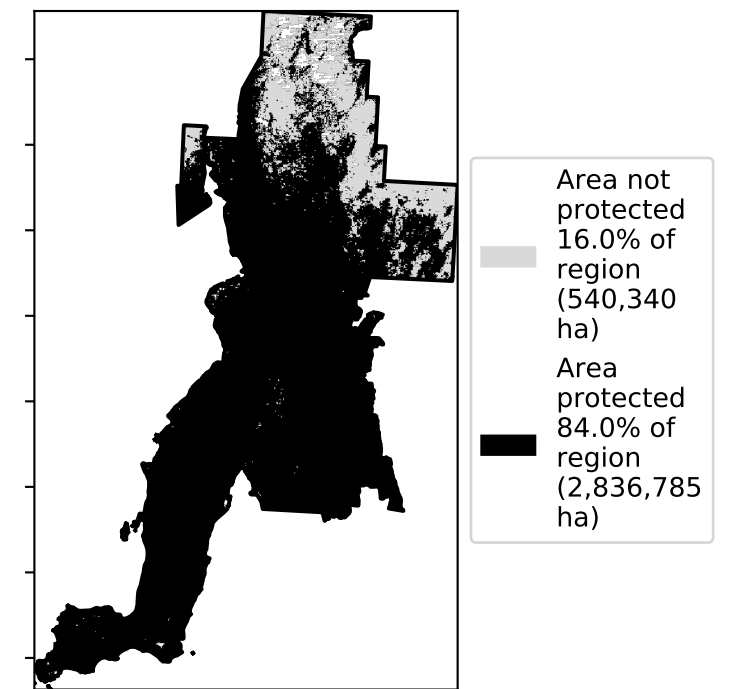 Area not
protected
16.0% of
region
(540,340
ha)
Area
protected
84.0% of
region
(2,836,785
ha)